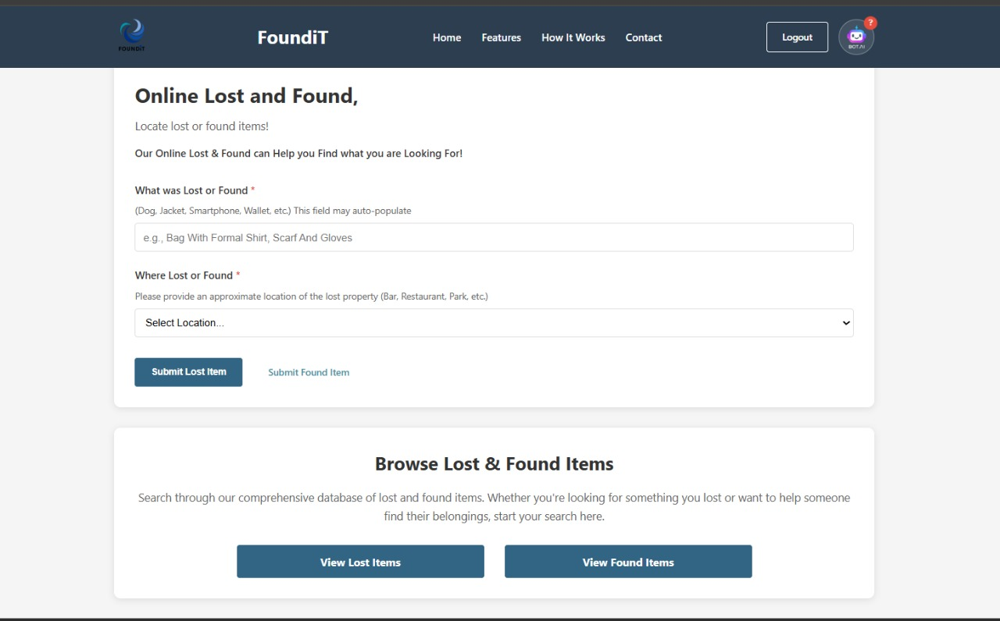 FOUNDiT
FoundiT
Home
Features
How It Works
Contact
Logout
?
BOT.AI
Online Lost and Found,
Locate lost or found items!
Our Online Lost & Found can Help you Find what you are Looking For!
What was Lost or Found *
(Dog, Jacket, Smartphone, Wallet, etc.) This field may auto-populate
e.g., Bag With Formal Shirt, Scarf And Gloves
Where Lost or Found *
Please provide an approximate location of the lost property (Bar, Restaurant, Park, etc.)
Select Location...
Submit Lost Item
Submit Found Item
Browse Lost & Found Items
Search through our comprehensive database of lost and found items. Whether you're looking for something you lost or want to help someone
find their belongings, start your search here.
View Lost Items
View Found Items